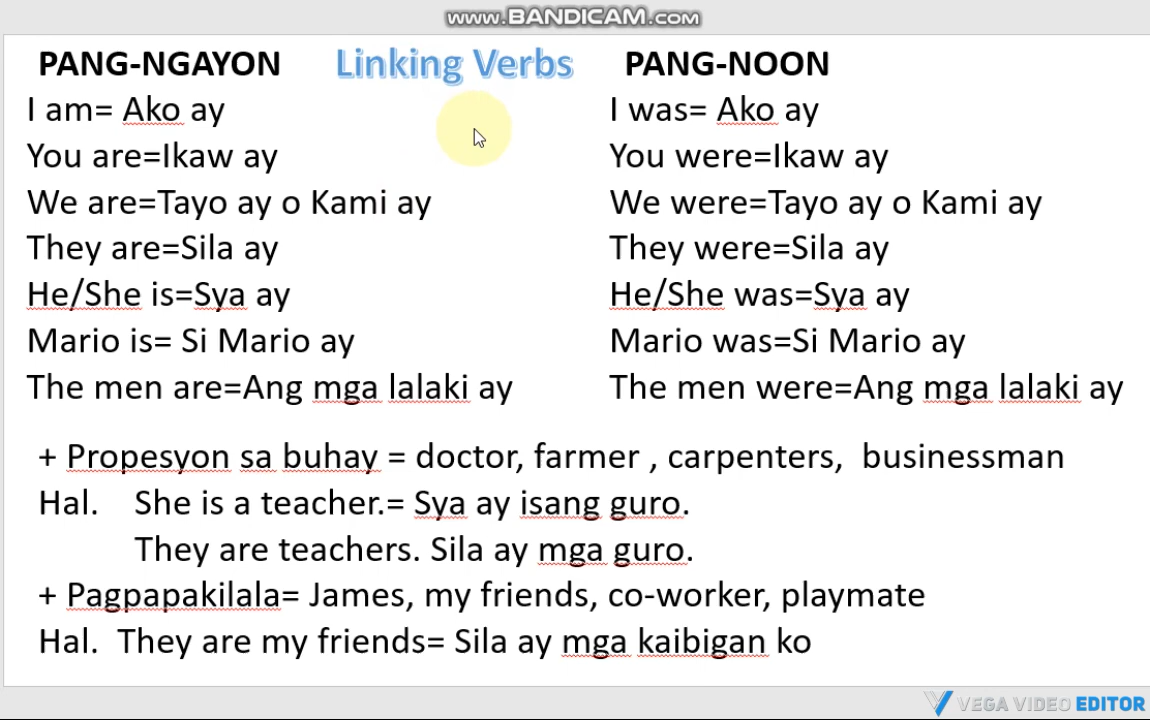 www.BANDICAM.com
PANG-NGAYON
Linking Verbs
PANG-NOON
I am= Ako ay
You are=Ikaw ay
We are=Tayo ay o Kami ay
They are=Sila ay
He/She is=Sya ay
Mario is= Si Mario ay
The men are=Ang mga lalaki ay
I was= Ako ay
You were=Ikaw ay
We were=Tayo ay o Kami ay
They were=Sila ay
He/She was=Sya ay
Mario was=Si Mario ay
The men were=Ang mga lalaki ay
+ Propesyon sa buhay = doctor, farmer , carpenters, businessman
Hal. She is a teacher.= Sya ay isang guro.
They are teachers. Sila ay mga guro.
+ Pagpapakilala= James, my friends, co-worker, playmate
Hal. They are my friends= Sila ay mga kaibigan ko
VEGA VIDEO EDITOR